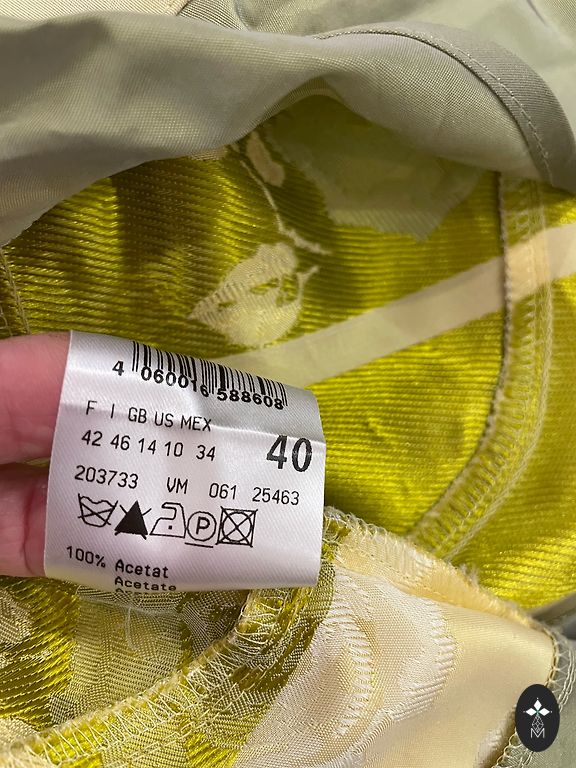 4 060016 588608
F I GB US MEX
42 46 14 10 34
40
203733 VM 061 25463
P
100% Acetat
Acetate